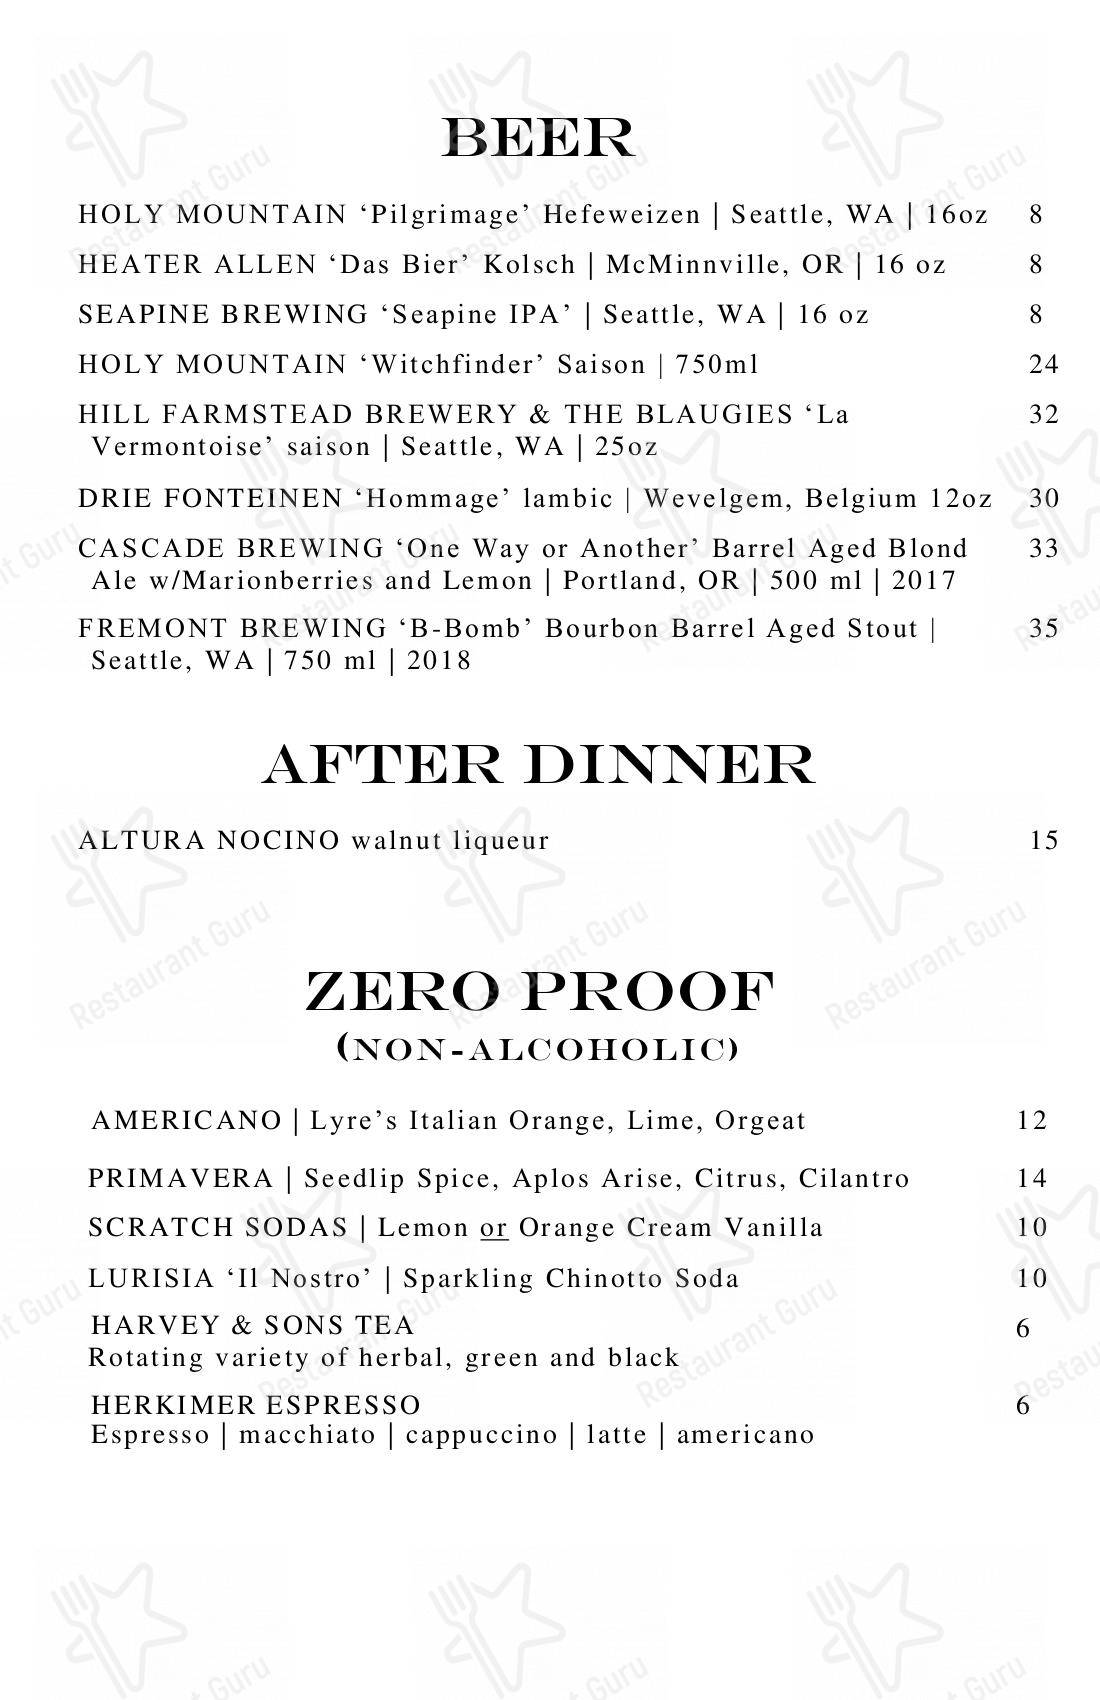 BEER
HOLY MOUNTAIN ‘Pilgrimage’ Hefeweizen | Seattle, WA | 16oz 8
HEATER ALLEN ‘Das Bier’ Kolsch | McMinnville, OR | 16 oz 8
SEAPINE BREWING ‘Seapine IPA’ | Seattle, WA | 16 oz 8
HOLY MOUNTAIN ‘Witchfinder’ Saison | 750ml 24
HILL FARMSTEAD BREWERY & THE BLAUGIES ‘La 32
Vermontoise’ saison | Seattle, WA | 25oz
DRIE FONTEINEN ‘Hommage’ lambic | Wevelgem, Belgium 12oz 30
CASCADE BREWING ‘One Way or Another’ Barrel Aged Blond 33
Ale w/Marionberries and Lemon | Portland, OR | 500 ml | 2017
FREMONT BREWING ‘B-Bomb’ Bourbon Barrel Aged Stout | 35
Seattle, WA | 750 ml | 2018
AFTER DINNER
ALTURA NOCINO walnut liqueur 15
ZERO PROOF
(NON-ALCOHOLIC)
AMERICANO | Lyre’s Italian Orange, Lime, Orgeat 12
PRIMAVERA | Seedlip Spice, Aplos Arise, Citrus, Cilantro 14
SCRATCH SODAS | Lemon or Orange Cream Vanilla 10
LURISIA ‘Il Nostro’ | Sparkling Chinotto Soda 10
HARVEY & SONS TEA 6
Rotating variety of herbal, green and black
HERKIMER ESPRESSO 6
Espresso | macchiato | cappuccino | latte | americano
Restaurant Guru